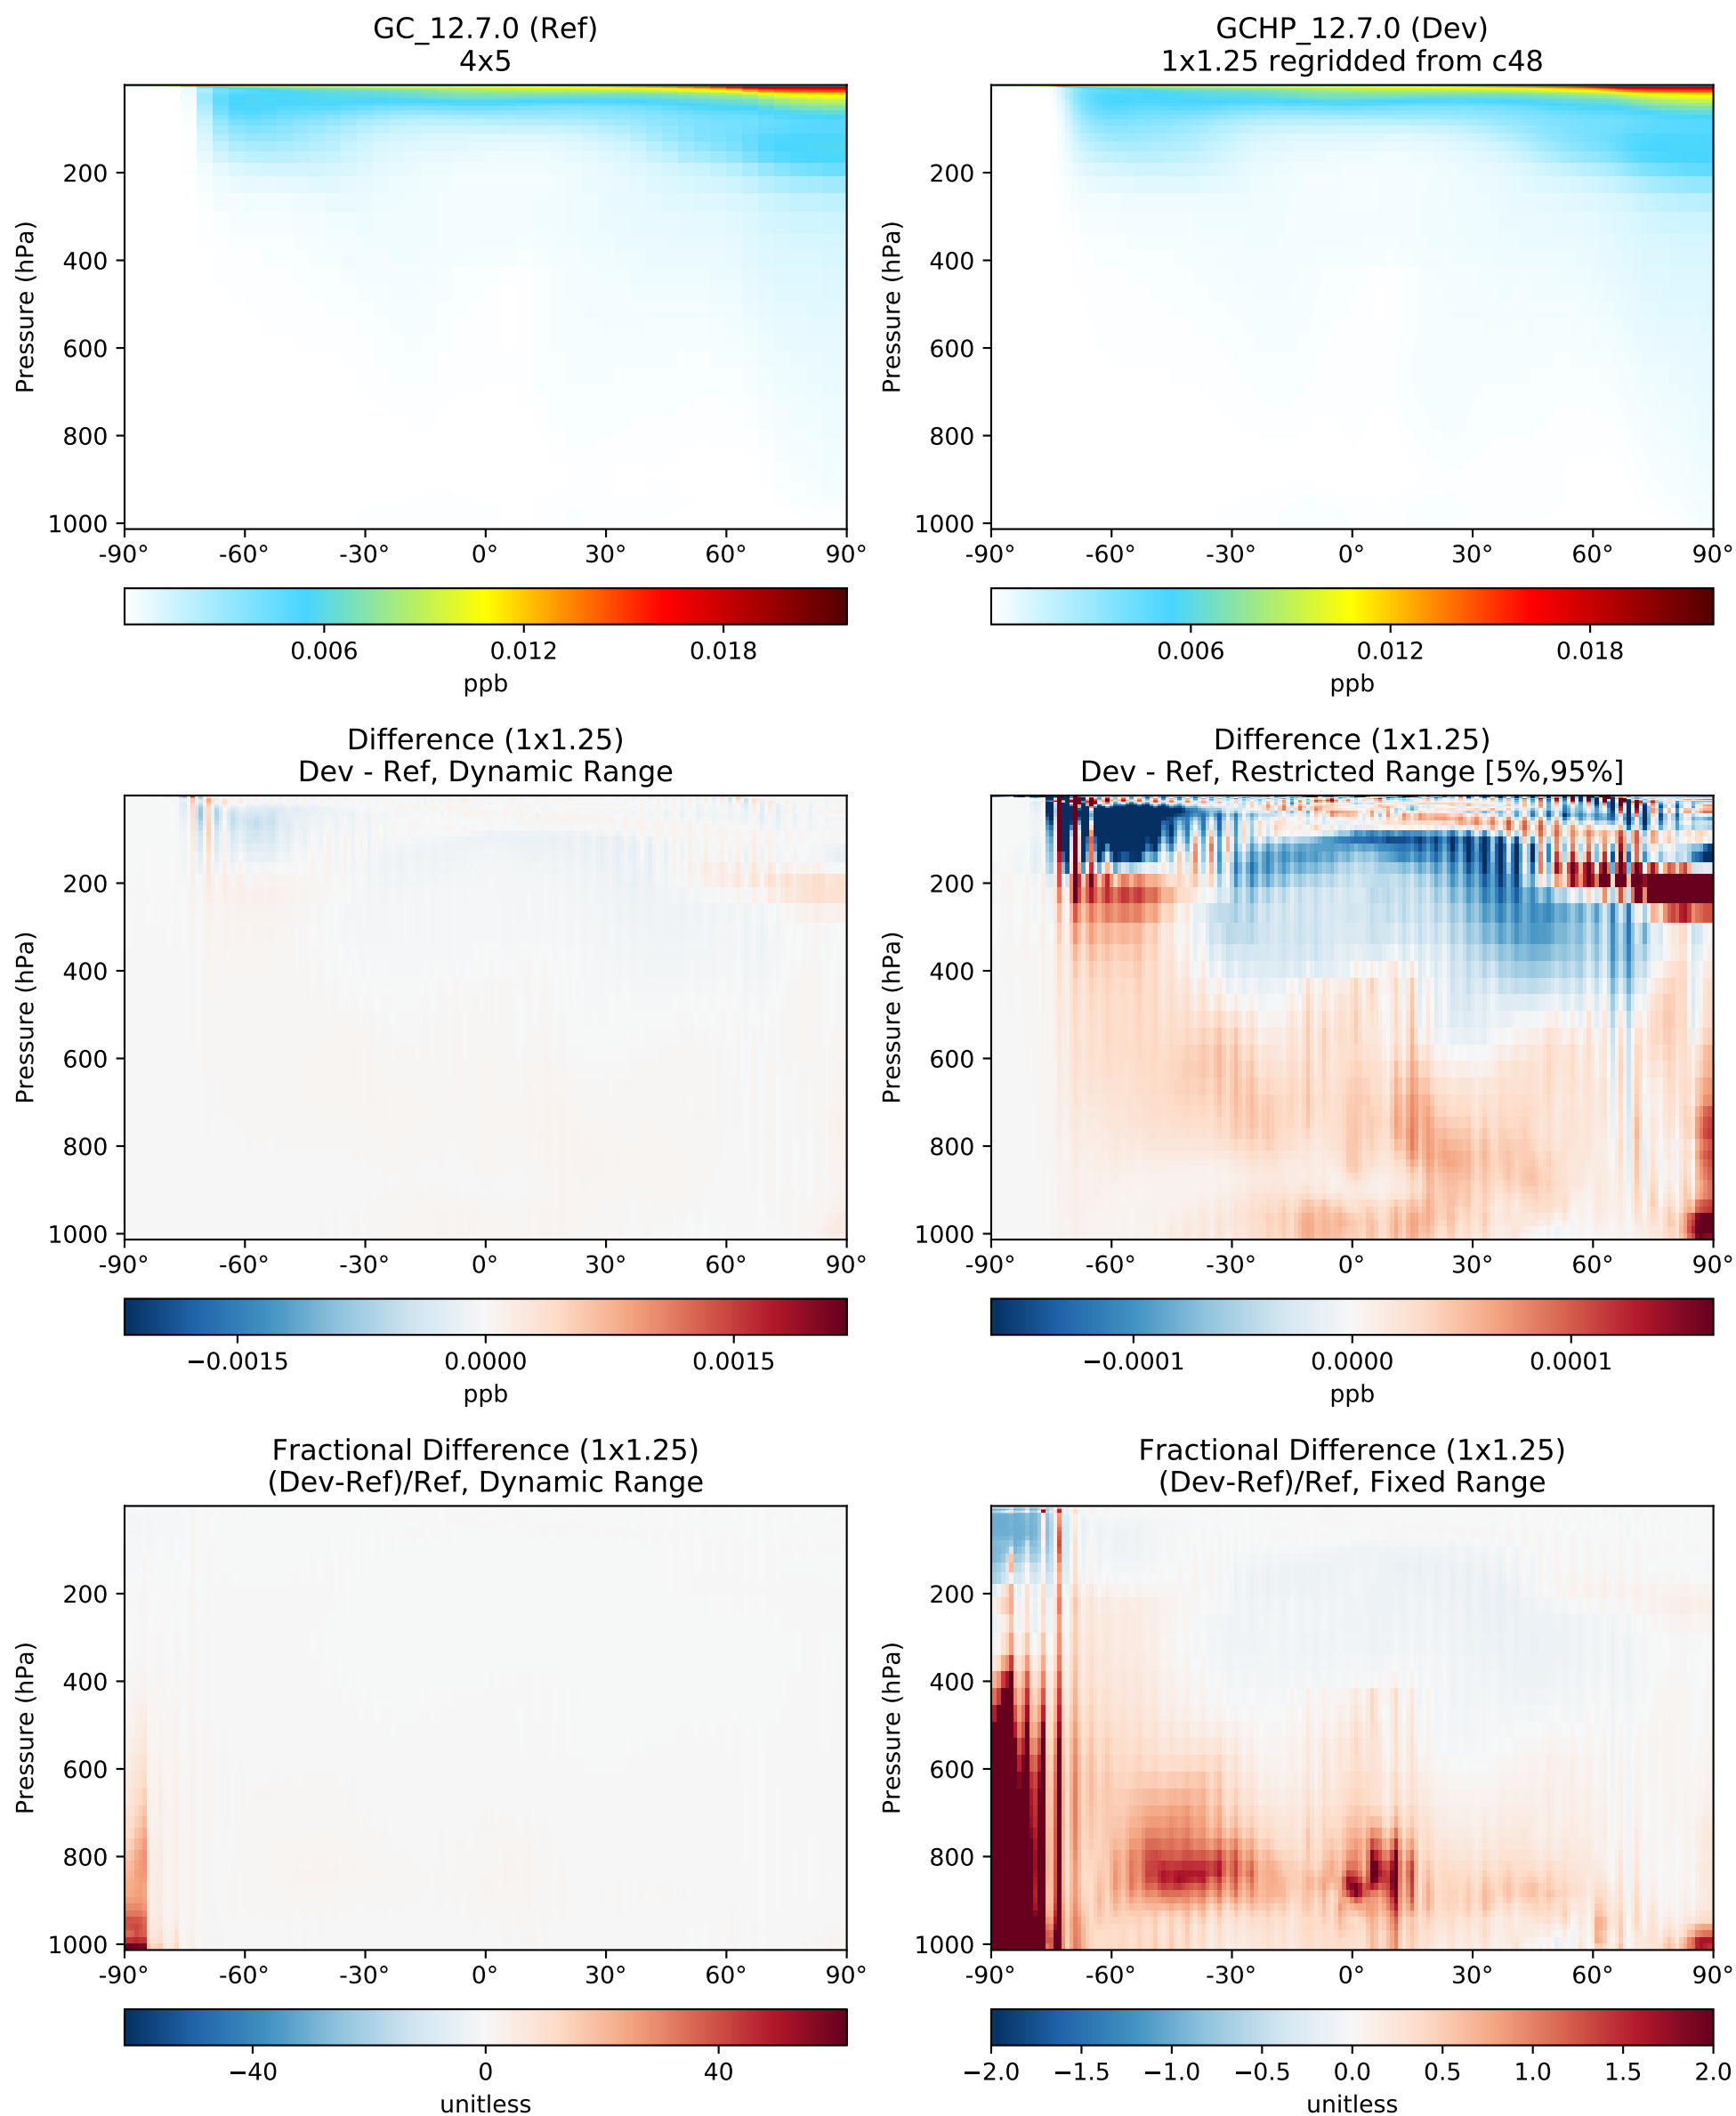 GC_12.7.0 (Ref)
4x5
Pressure (hPa)
200
400
600
800
1000
-90° -60° -30° 0° 30° 60° 90°
0.006 0.012 0.018
ppb
GCHP_12.7.0 (Dev)
1x1.25 regridded from c48
Pressure (hPa)
200
400
600
800
1000
-90° -60° -30° 0° 30° 60° 90°
0.006 0.012 0.018
ppb
Difference (1x1.25)
Dev - Ref, Dynamic Range
Pressure (hPa)
200
400
600
800
1000
-90° -60° -30° 0° 30° 60° 90°
−0.0015 0.0000 0.0015
ppb
Difference (1x1.25)
Dev - Ref, Restricted Range [5%,95%]
Pressure (hPa)
200
400
600
800
1000
-90° -60° -30° 0° 30° 60° 90°
−0.0001 0.0000 0.0001
ppb
Fractional Difference (1x1.25)
(Dev-Ref)/Ref, Dynamic Range
Pressure (hPa)
200
400
600
800
1000
-90° -60° -30° 0° 30° 60° 90°
−40 0 40
unitless
Fractional Difference (1x1.25)
(Dev-Ref)/Ref, Fixed Range
Pressure (hPa)
200
400
600
800
1000
-90° -60° -30° 0° 30° 60° 90°
−2.0 −1.5 −1.0 −0.5 0.0 0.5 1.0 1.5 2.0
unitless